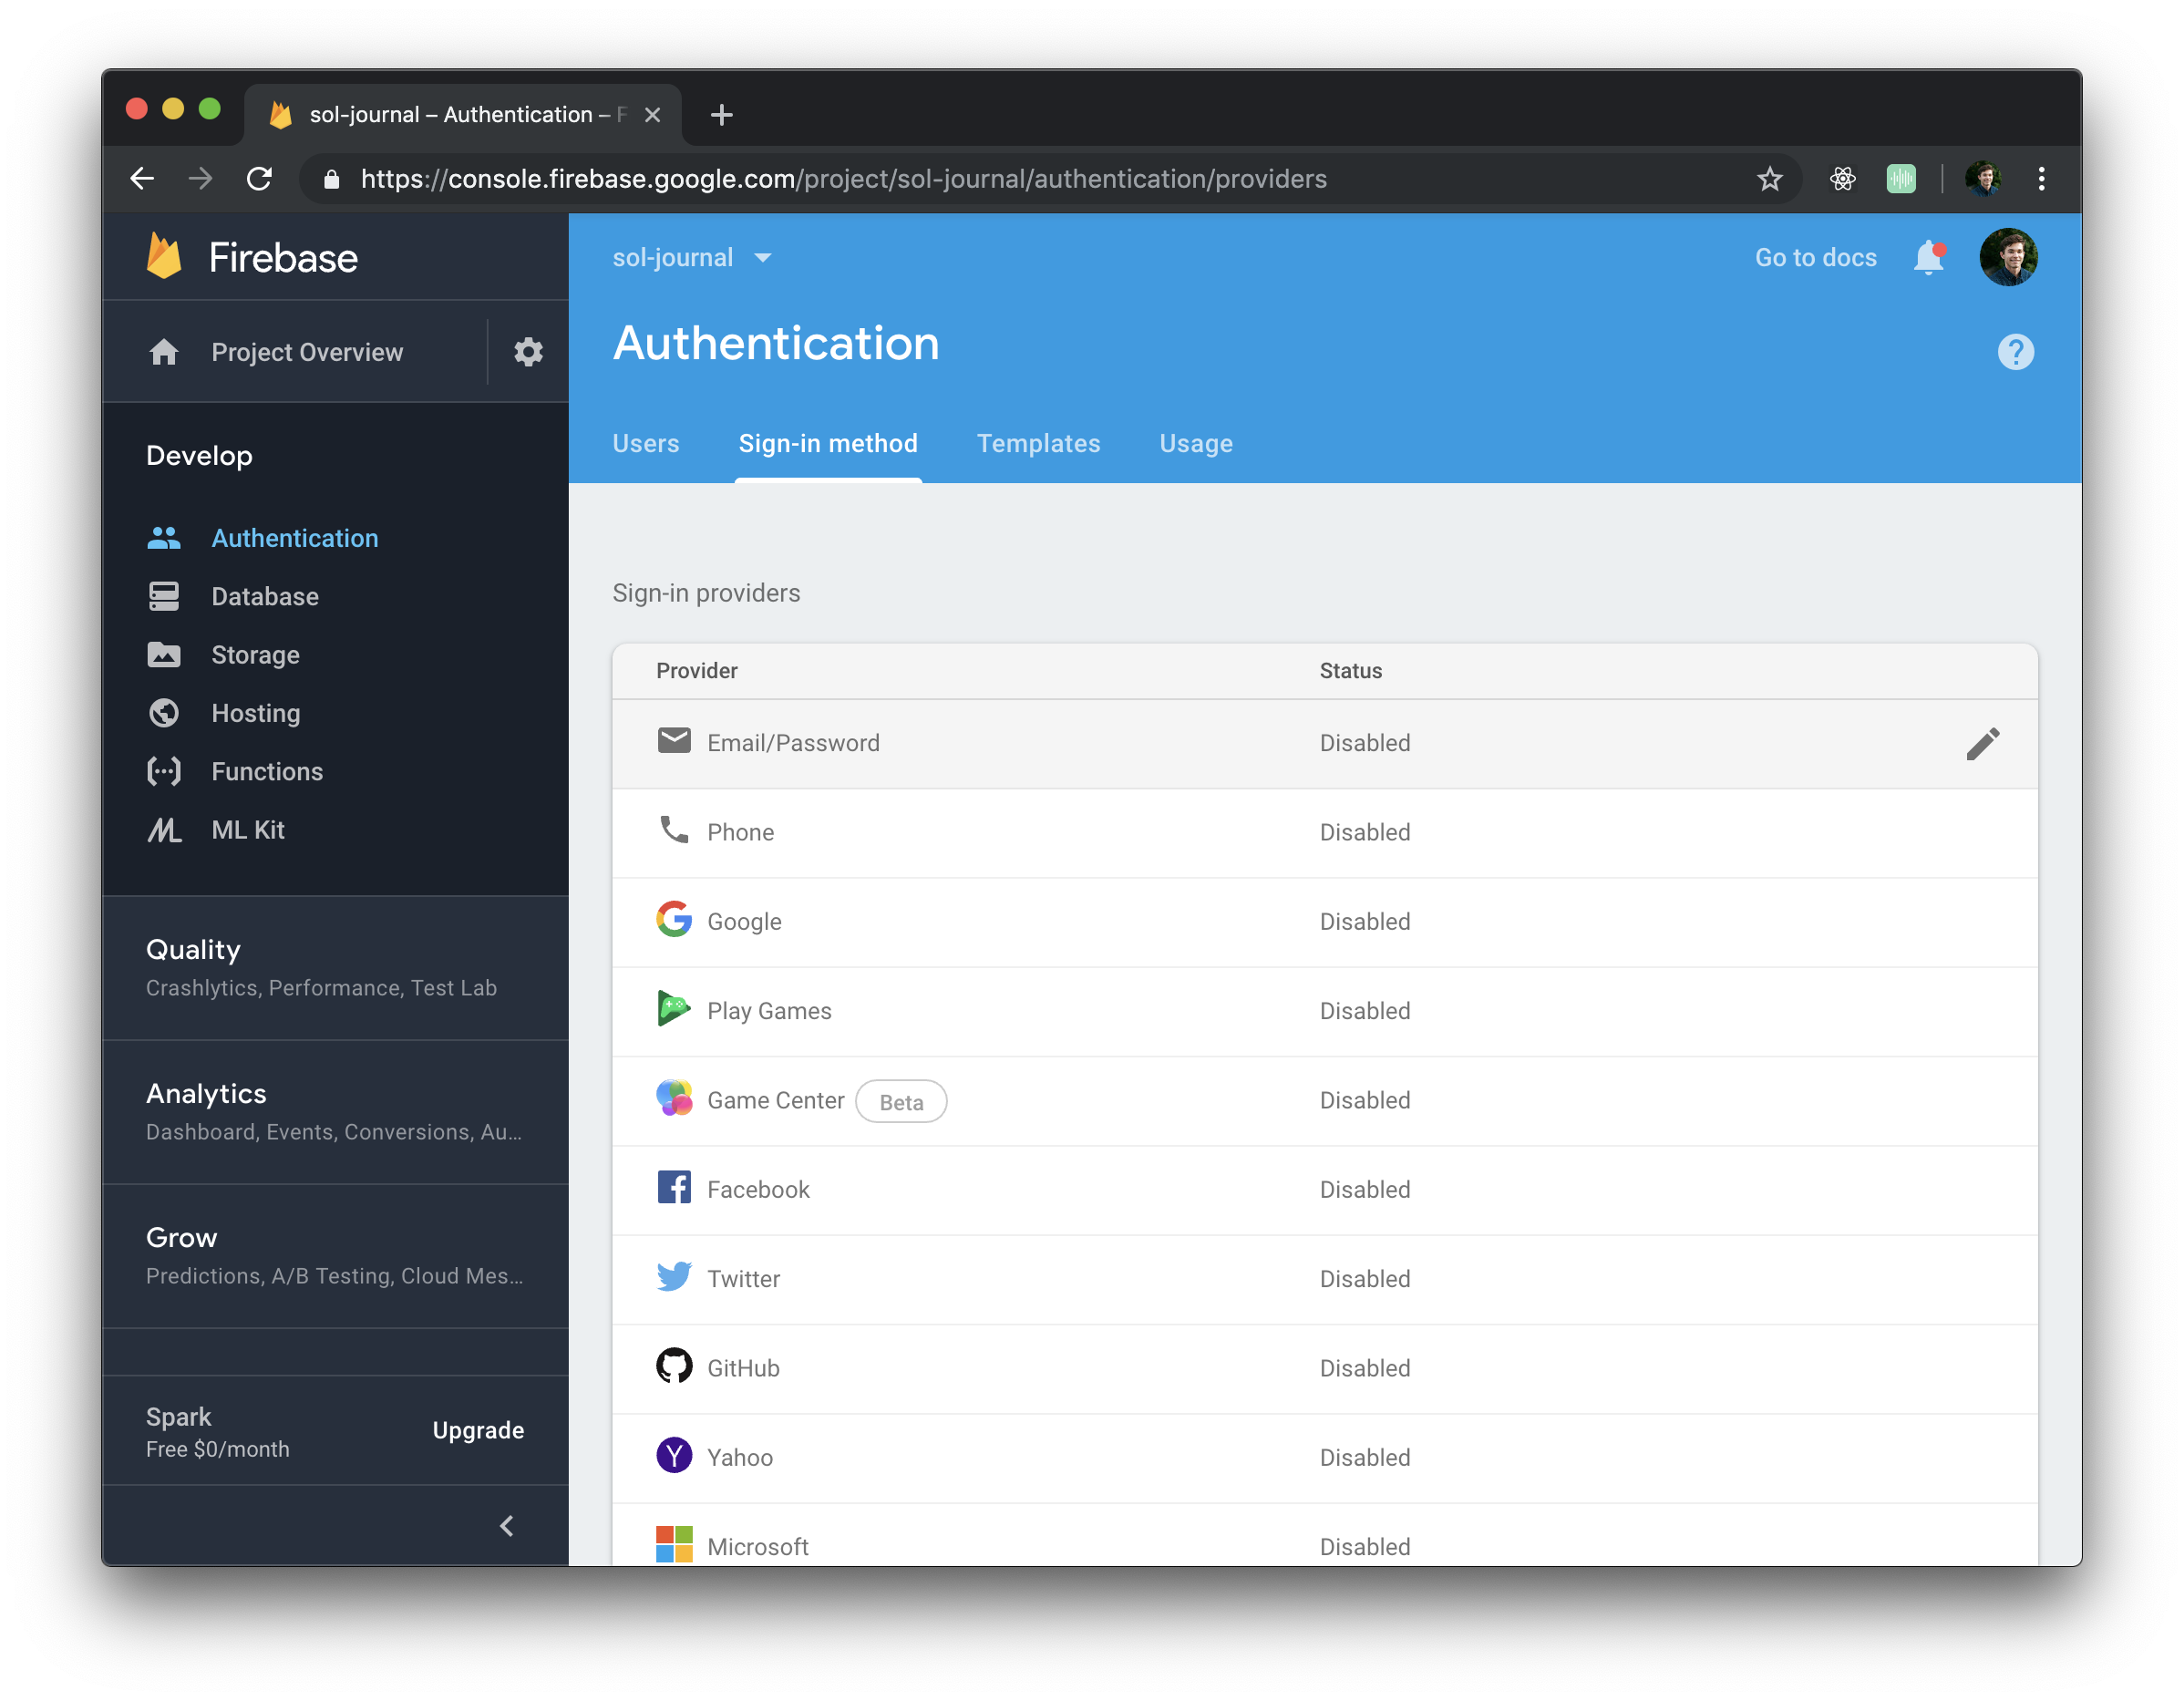 sol-journal – Authentication – F
https://console.firebase.google.com/project/sol-journal/authentication/providers
Firebase
Project Overview
Develop
Authentication
Database
Storage
Hosting
Functions
ML Kit
Quality
Crashlytics, Performance, Test Lab
Analytics
Dashboard, Events, Conversions, Au...
Grow
Predictions, A/B Testing, Cloud Mes...
Spark
Free $0/month
Upgrade
sol-journal
Go to docs
Authentication
Users Sign-in method Templates Usage
Sign-in providers
Provider Status
Email/Password Disabled
Phone Disabled
Google Disabled
Play Games Disabled
Game Center Beta Disabled
Facebook Disabled
Twitter Disabled
GitHub Disabled
Yahoo Disabled
Microsoft Disabled